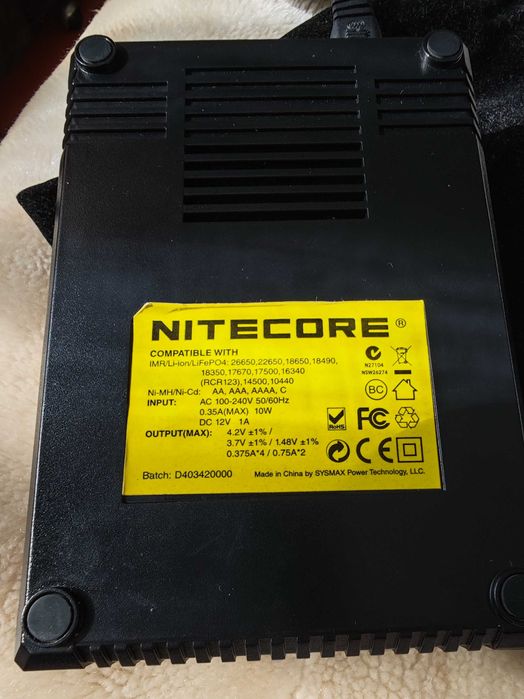 NITECORE ®
COMPATIBLE WITH
IMR/Li-ion/LiFePO4: 26650,22650,18650,18490,
18350,17670,17500,16340
(RCR123),14500,10440
Ni-MH/Ni-Cd: AA, AAA, AAAA, C
INPUT: AC 100-240V 50/60Hz
0.35A(MAX) 10W
DC 12V 1A
OUTPUT(MAX): 4.2V ±1% /
3.7V ±1% / 1.48V ±1%
0.375A*4 / 0.75A*2
Batch: D403420000
Made in China by SYSMAX Power Technology, LLC.
N27104
NSW26274
BC
RoHS
FC
CE